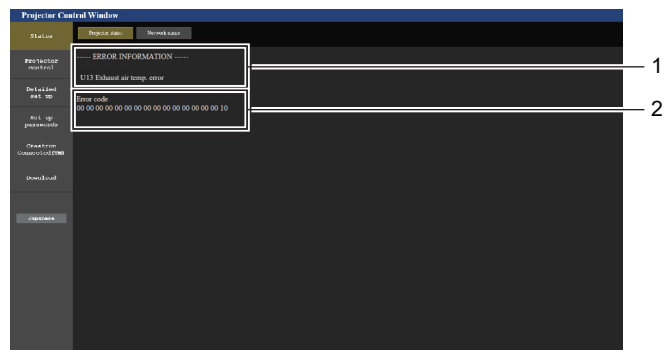 Projector Control Window
Status
Projector status
Network status
Projector
control
Detailed
set up
Set up
passwords
Crestron
Connected(TM)
Download
Japanese
----- ERROR INFORMATION -----
U13 Exhaust air temp. error
Error code
00 00 00 00 00 00 00 00 00 00 00 00 00 00 00 10
1
2